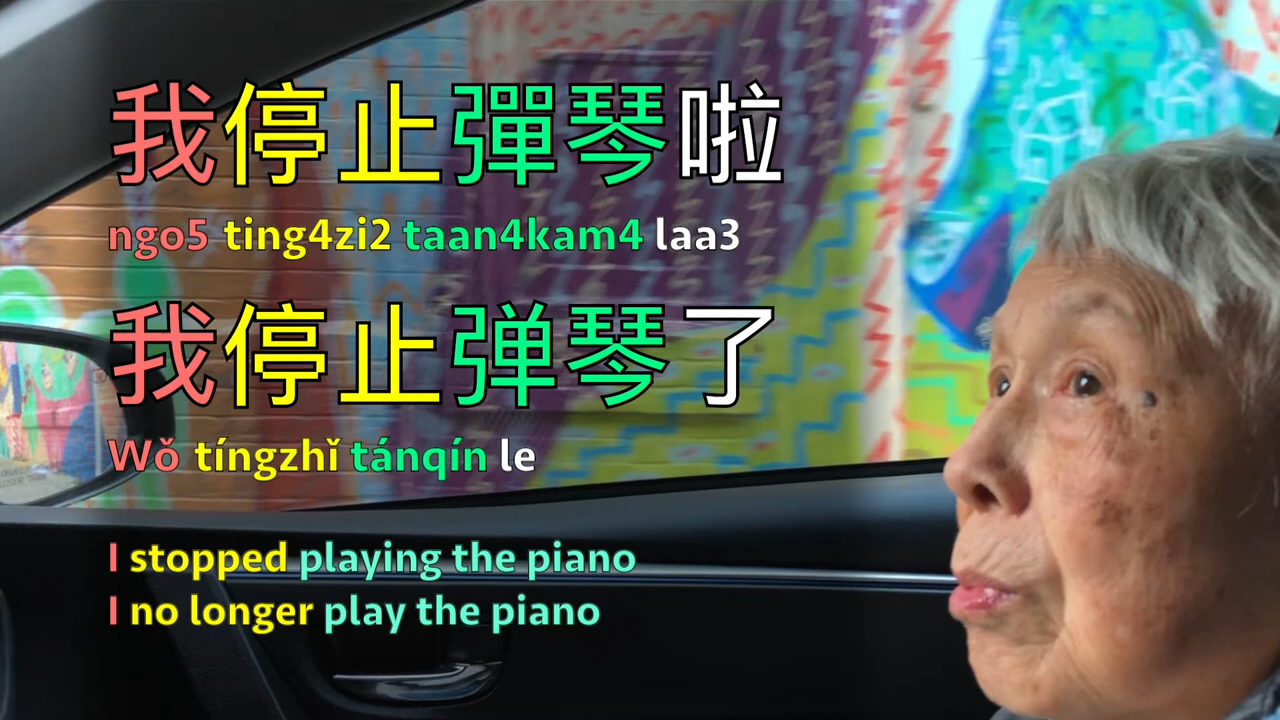 我停止彈琴啦
ngo5 ting4zi2 taan4kam4 laa3
我停止弹琴了
Wǒ tíngzhǐ tánqín le
I stopped playing the piano
I no longer play the piano